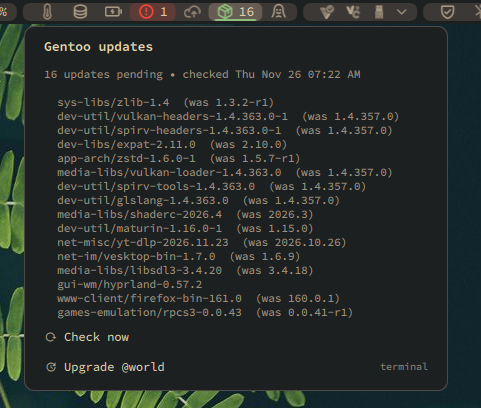 %
1
16
Gentoo updates
16 updates pending • checked Thu Nov 26 07:22 AM
sys-libs/zlib-1.4 (was 1.3.2-r1)
dev-util/vulkan-headers-1.4.363.0-1 (was 1.4.357.0)
dev-util/spirv-headers-1.4.363.0-1 (was 1.4.357.0)
dev-libs/expat-2.11.0 (was 2.10.0)
app-arch/zstd-1.6.0-1 (was 1.5.7-r1)
media-libs/vulkan-loader-1.4.363.0 (was 1.4.357.0)
dev-util/spirv-tools-1.4.363.0 (was 1.4.357.0)
dev-util/glslang-1.4.363.0 (was 1.4.357.0)
media-libs/shaderc-2026.4 (was 2026.3)
dev-util/maturin-1.16.0-1 (was 1.15.0)
net-misc/yt-dlp-2026.11.23 (was 2026.10.26)
net-im/vesktop-bin-1.7.0 (was 1.6.9)
media-libs/libsdl3-3.4.20 (was 3.4.18)
gui-wm/hyprland-0.57.2
www-client/firefox-bin-161.0 (was 160.0.1)
games-emulation/rpcs3-0.0.43 (was 0.0.41-r1)
Check now
Upgrade @world terminal